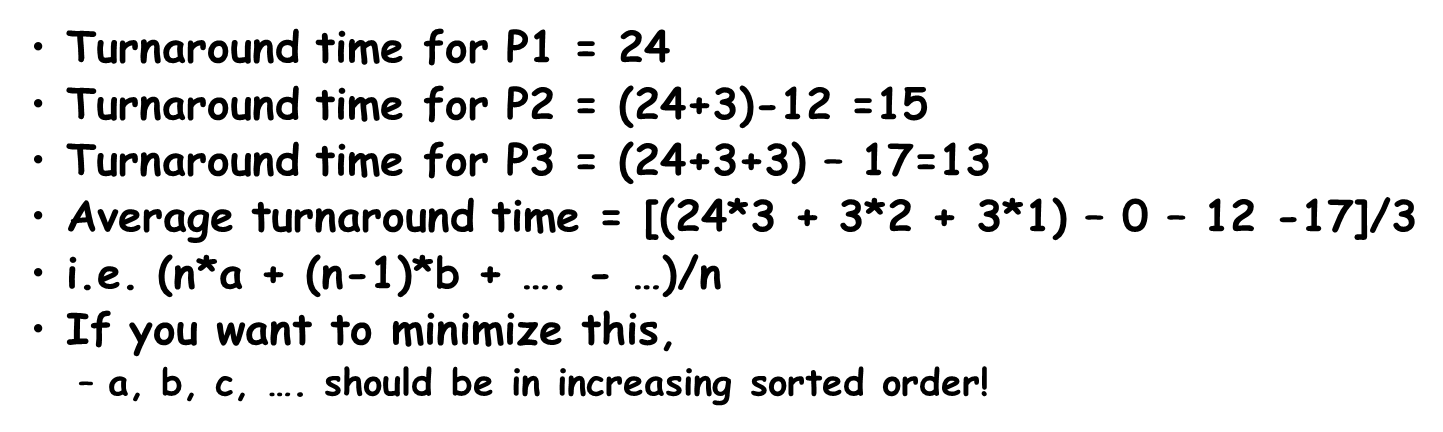 • Turnaround time for P1 = 24
• Turnaround time for P2 = (24+3)-12 =15
• Turnaround time for P3 = (24+3+3) – 17=13
• Average turnaround time = [(24*3 + 3*2 + 3*1) – 0 – 12 -17]/3
• i.e. (n*a + (n-1)*b + …. - …)/n
• If you want to minimize this,
– a, b, c, …. should be in increasing sorted order!